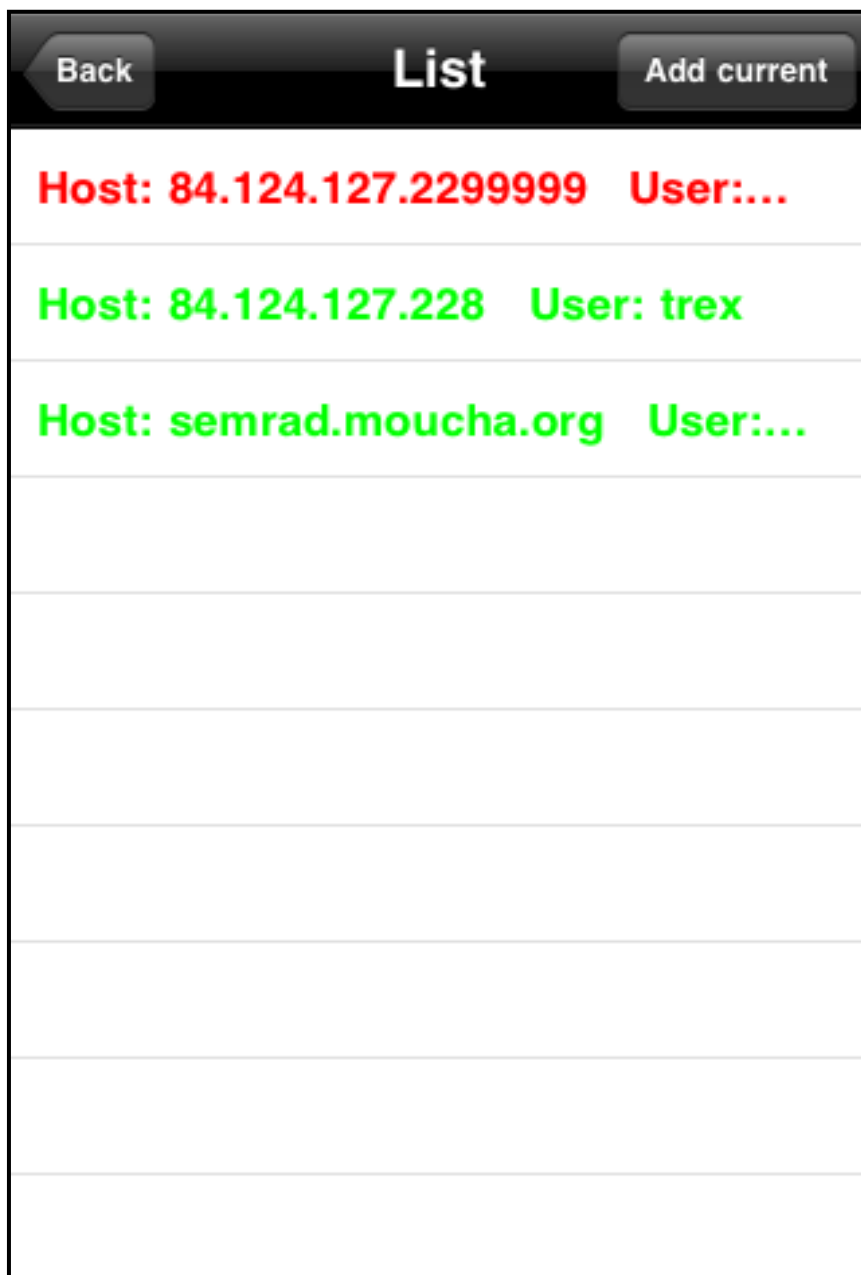 Back List Add current
Host: 84.124.127.2299999 User:...
Host: 84.124.127.228 User: trex
Host: semrad.moucha.org User:...